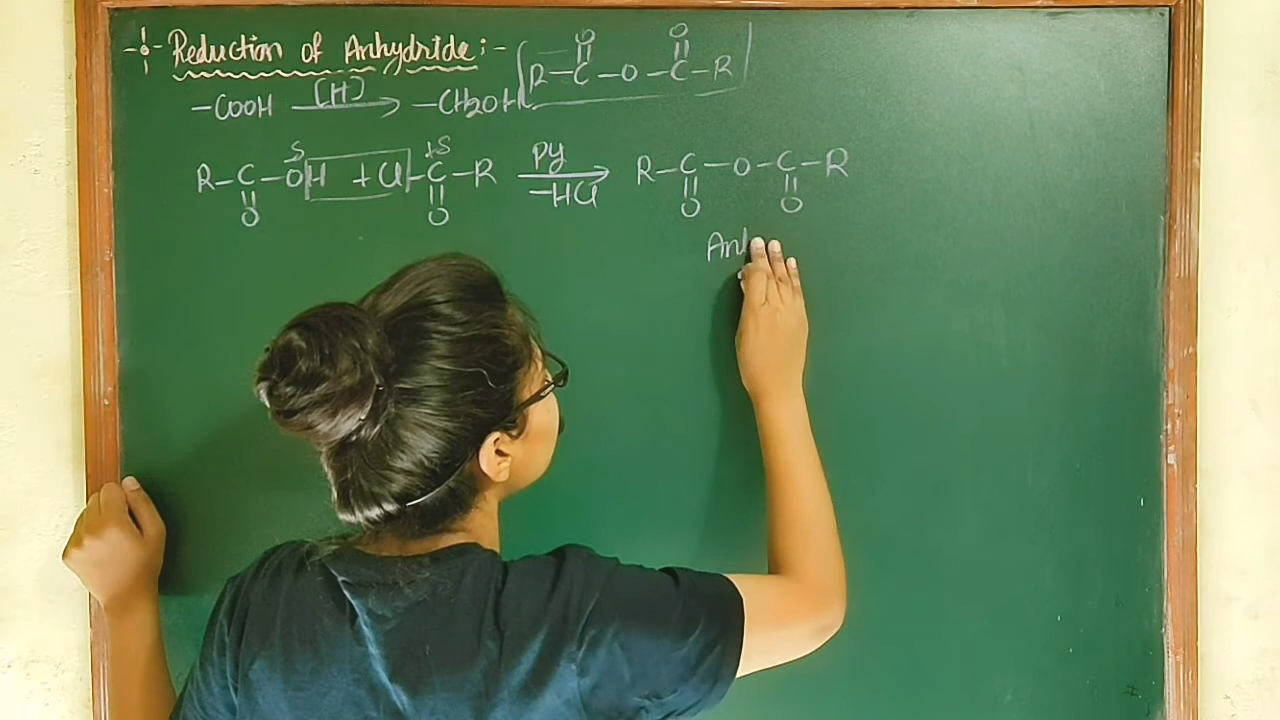 Reduction of Anhydride :-
R-C(=O)-O-C(=O)-R
-COOH [H] → -CH2OH
R-C(=O)-OH + Cl-C(=O)-R Py → -HCl R-C(=O)-O-C(=O)-R
Anh